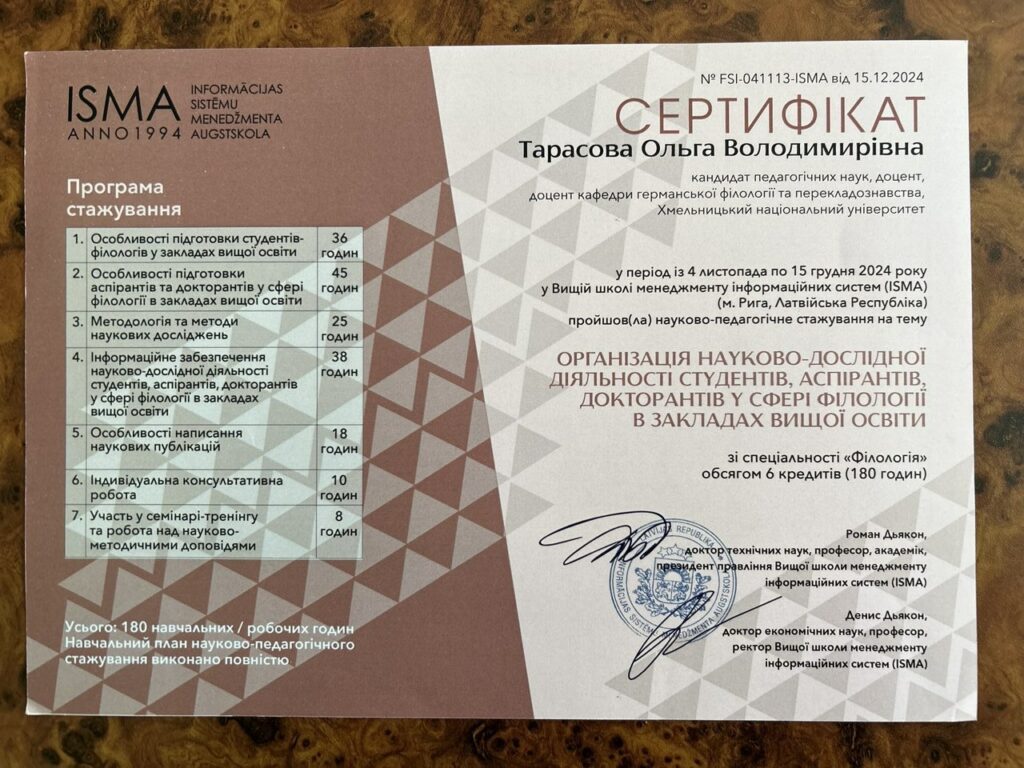 ISMA
ANNO 1994
INFORMĀCIJAS
SISTĒMU
MENEDŽMENTA
AUGSTSKOLA
Програма
стажування
1. Особливості підготовки студентів- 36
філологів у закладах вищої освіти годин
2. Особливості підготовки 45
аспірантів та докторантів у сфері годин
філології в закладах вищої освіти
3. Методологія та методи 25
наукових досліджень годин
4. Інформаційне забезпечення 38
науково-дослідної діяльності годин
студентів, аспірантів, докторантів
у сфері філології в закладах
вищої освіти
5. Особливості написання 18
наукових публікацій годин
6. Індивідуальна консультативна 10
робота годин
7. Участь у семінарі-тренінгу 8
та робота над науково- годин
методичними доповідями
Усього: 180 навчальних / робочих годин
Навчальний план науково-педагогічного
стажування виконано повністю
№ FSI-041113-ISMA від 15.12.2024
СЕРТИФІКАТ
Тарасова Ольга Володимирівна
кандидат педагогічних наук, доцент,
доцент кафедри германської філології та перекладознавства,
Хмельницький національний університет
у період із 4 листопада по 15 грудня 2024 року
у Вищій школі менеджменту інформаційних систем (ISMA)
(м. Рига, Латвійська Республіка)
пройшов(ла) науково-педагогічне стажування на тему
ОРГАНІЗАЦІЯ НАУКОВО-ДОСЛІДНОЇ
ДІЯЛЬНОСТІ СТУДЕНТІВ, АСПІРАНТІВ,
ДОКТОРАНТІВ У СФЕРІ ФІЛОЛОГІЇ
В ЗАКЛАДАХ ВИЩОЇ ОСВІТИ
зі спеціальності «Філологія»
обсягом 6 кредитів (180 годин)
Роман Дьякон,
доктор технічних наук, професор, академік,
президент правління Вищої школи менеджменту
інформаційних систем (ISMA)
Денис Дьякон,
доктор економічних наук, професор,
ректор Вищої школи менеджменту
інформаційних систем (ISMA)
LATVIJAS REPUBLIKA
INFORMĀCIJAS SISTĒMU MENEDŽMENTA AUGSTSKOLA